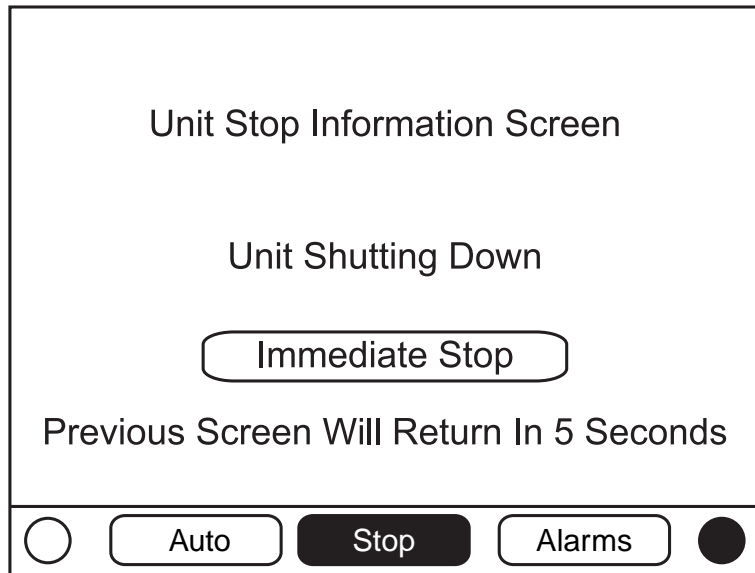 Unit Stop Information Screen
Unit Shutting Down
Immediate Stop
Previous Screen Will Return In 5 Seconds
Auto Stop Alarms